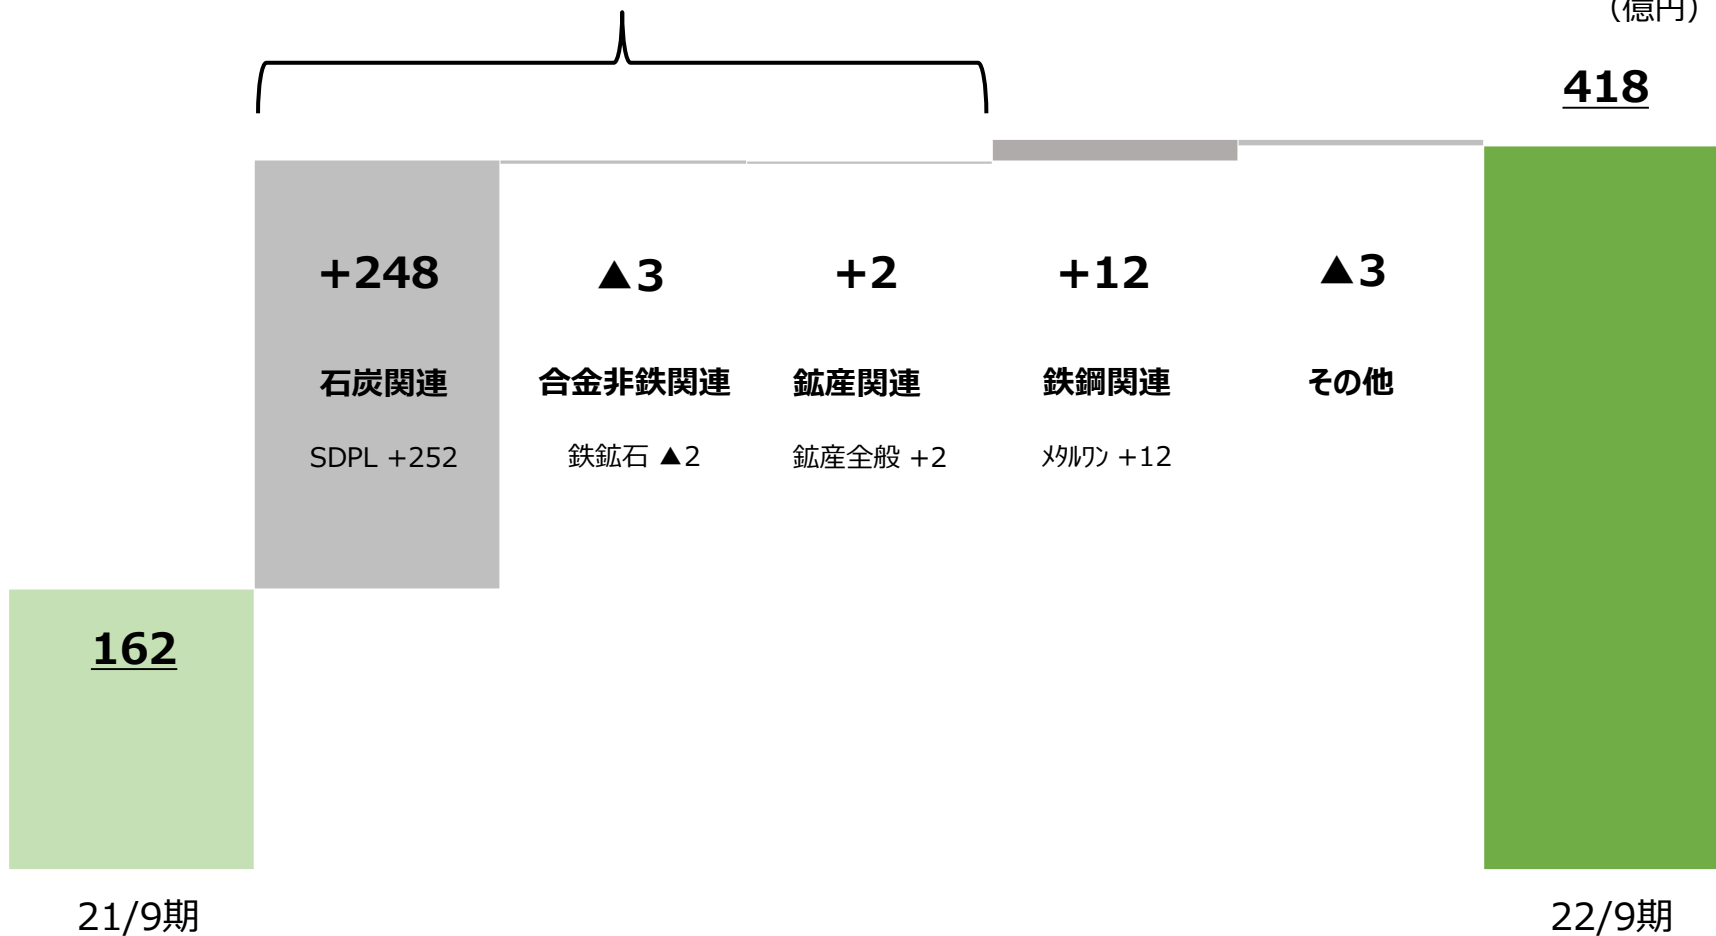 （億円）
418
+248
▲3
+2
+12
▲3
石炭関連
合金非鉄関連
鉱産関連
鉄鋼関連
その他
SDPL +252
鉄鉱石 ▲2
鉱産全般 +2
ﾒﾀﾙﾜﾝ +12
162
21/9期
22/9期